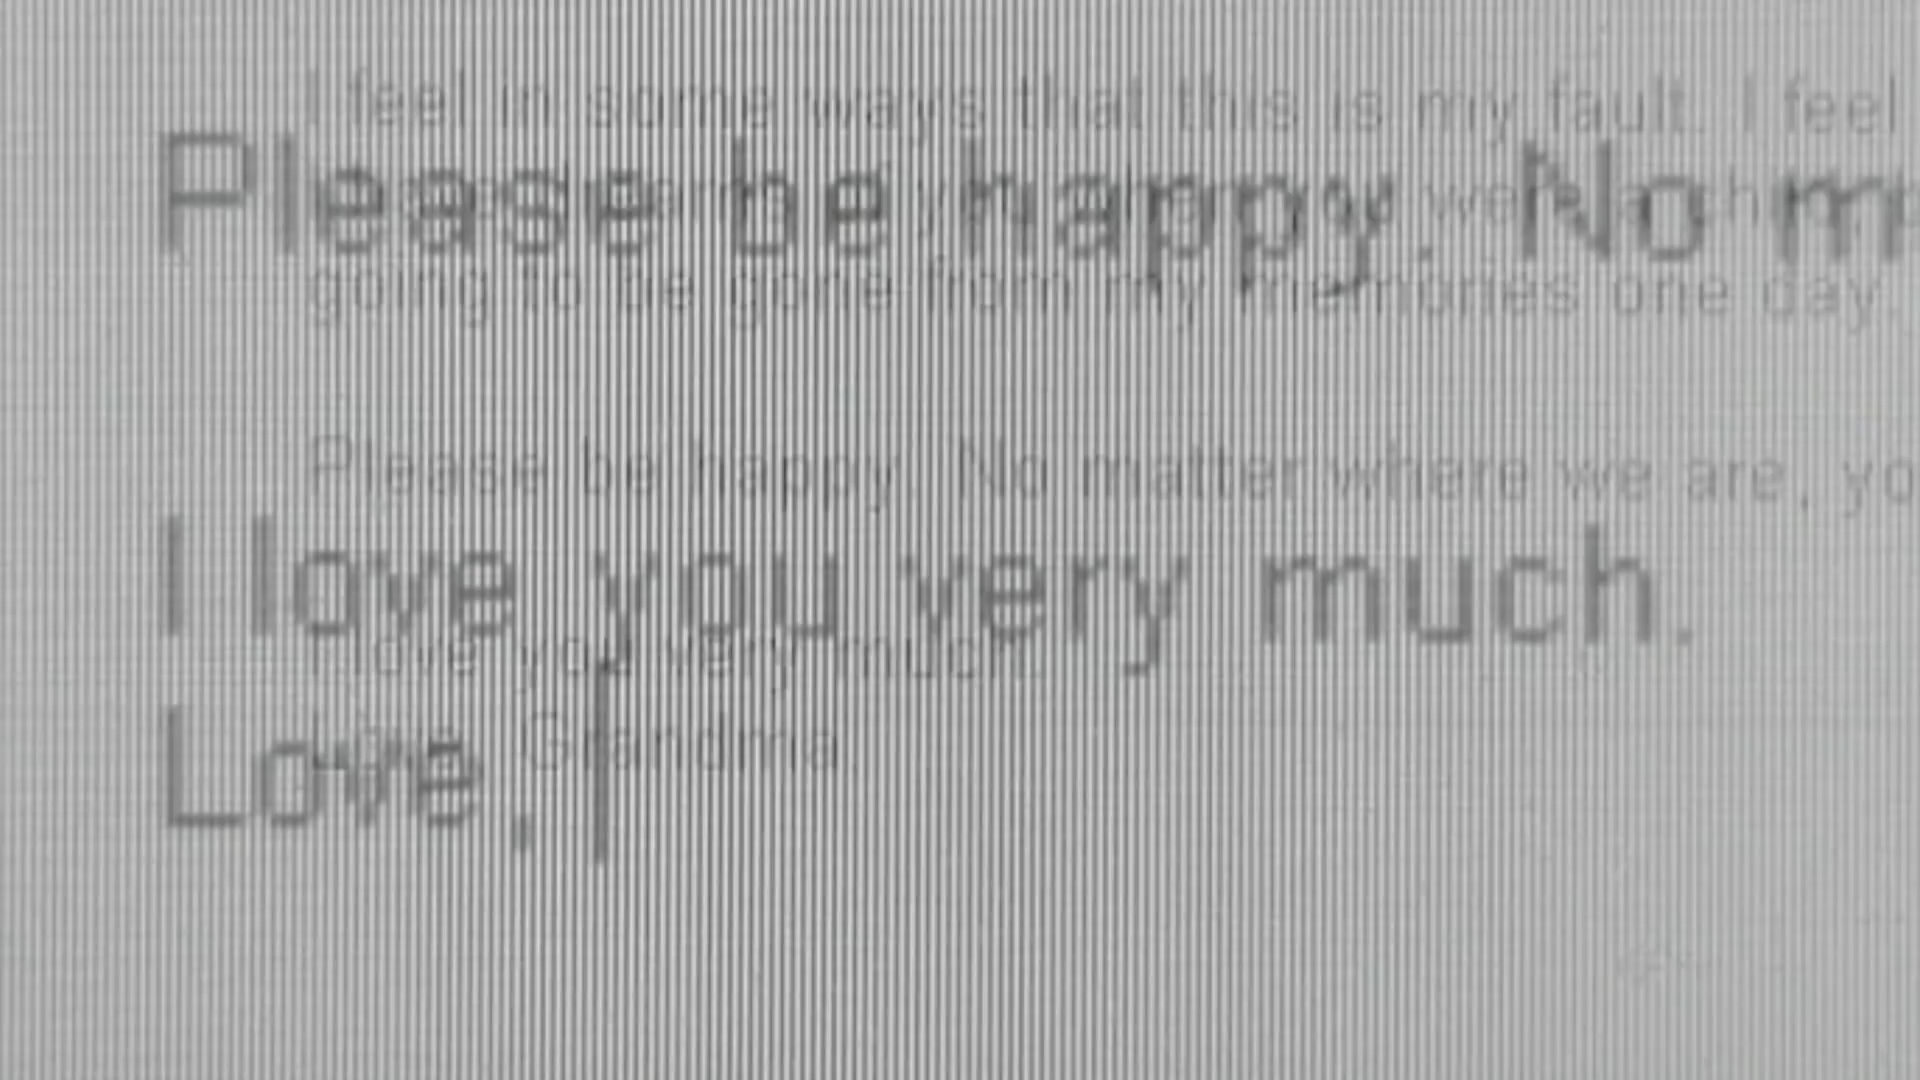 I feel in some ways that this is my fault. I feel
Please be happy. No m
going to be gone from my memories one day.
Please be happy. No matter where we are, yo
I love you very much.
I love you very much.
Love, Grandma.
Love,